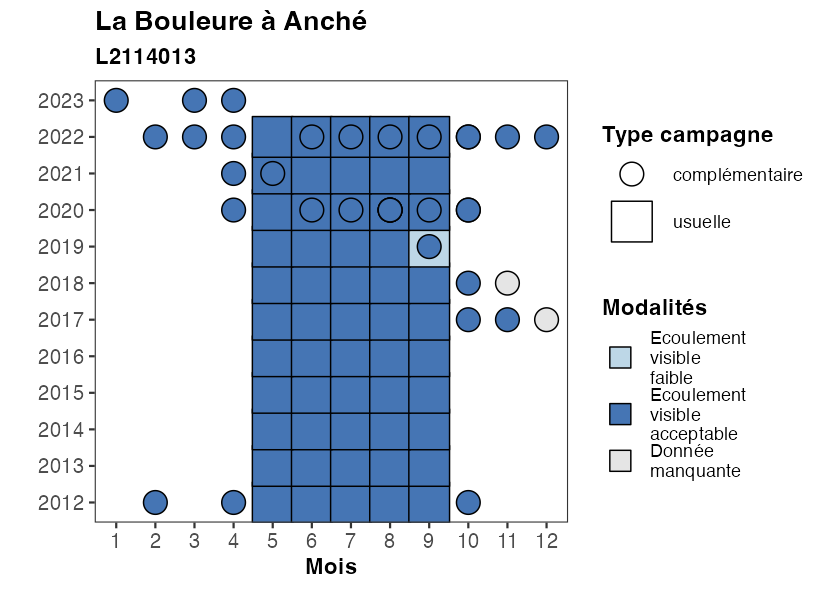 La Bouleure à Anché
L2114013
2023
2022
2021
2020
2019
2018
2017
2016
2015
2014
2013
2012
1 2 3 4 5 6 7 8 9 10 11 12
Mois
Type campagne
complémentaire
usuelle
Modalités
Ecoulement
visible
faible
Ecoulement
visible
acceptable
Donnée
manquante